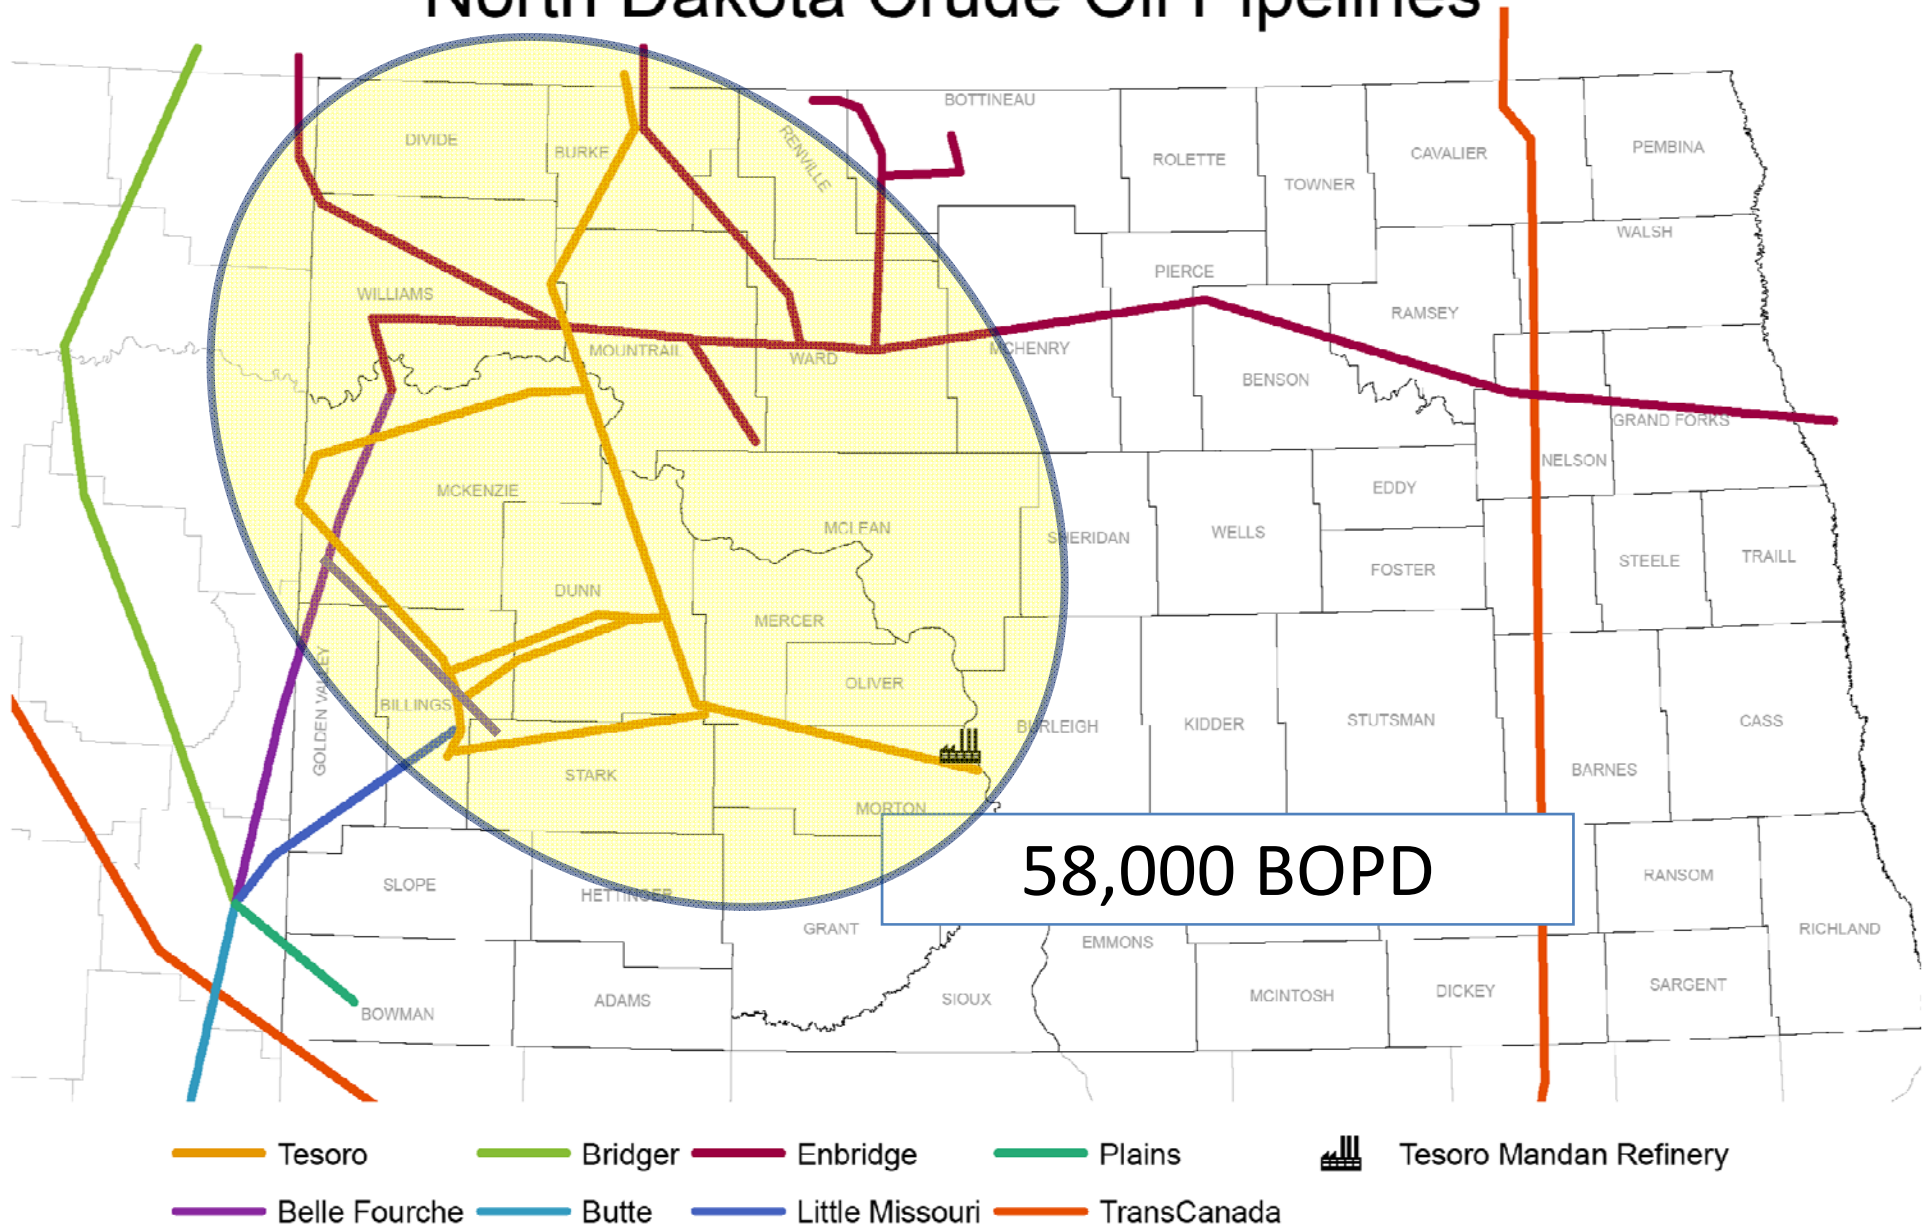 North Dakota Crude Oil Pipelines
BOTTINEAU
DIVIDE
BURKE
RENVILLE
ROLETTE
TOWNER
CAVALIER
PEMBINA
WALSH
PIERCE
WILLIAMS
RAMSEY
MOUNTRAIL
WARD
MCHENRY
BENSON
GRAND FORKS
NELSON
MCKENZIE
EDDY
MCLEAN
SHERIDAN
WELLS
FOSTER
STEELE
TRAILL
DUNN
MERCER
OLIVER
GOLDEN VALLEY
BILLINGS
BURLEIGH
KIDDER
STUTSMAN
CASS
STARK
BARNES
MORTON
58,000 BOPD
SLOPE
HETTINGER
RANSOM
GRANT
EMMONS
RICHLAND
BOWMAN
ADAMS
SIOUX
MCINTOSH
DICKEY
SARGENT
Tesoro
Bridger
Enbridge
Plains
Tesoro Mandan Refinery
Belle Fourche
Butte
Little Missouri
TransCanada